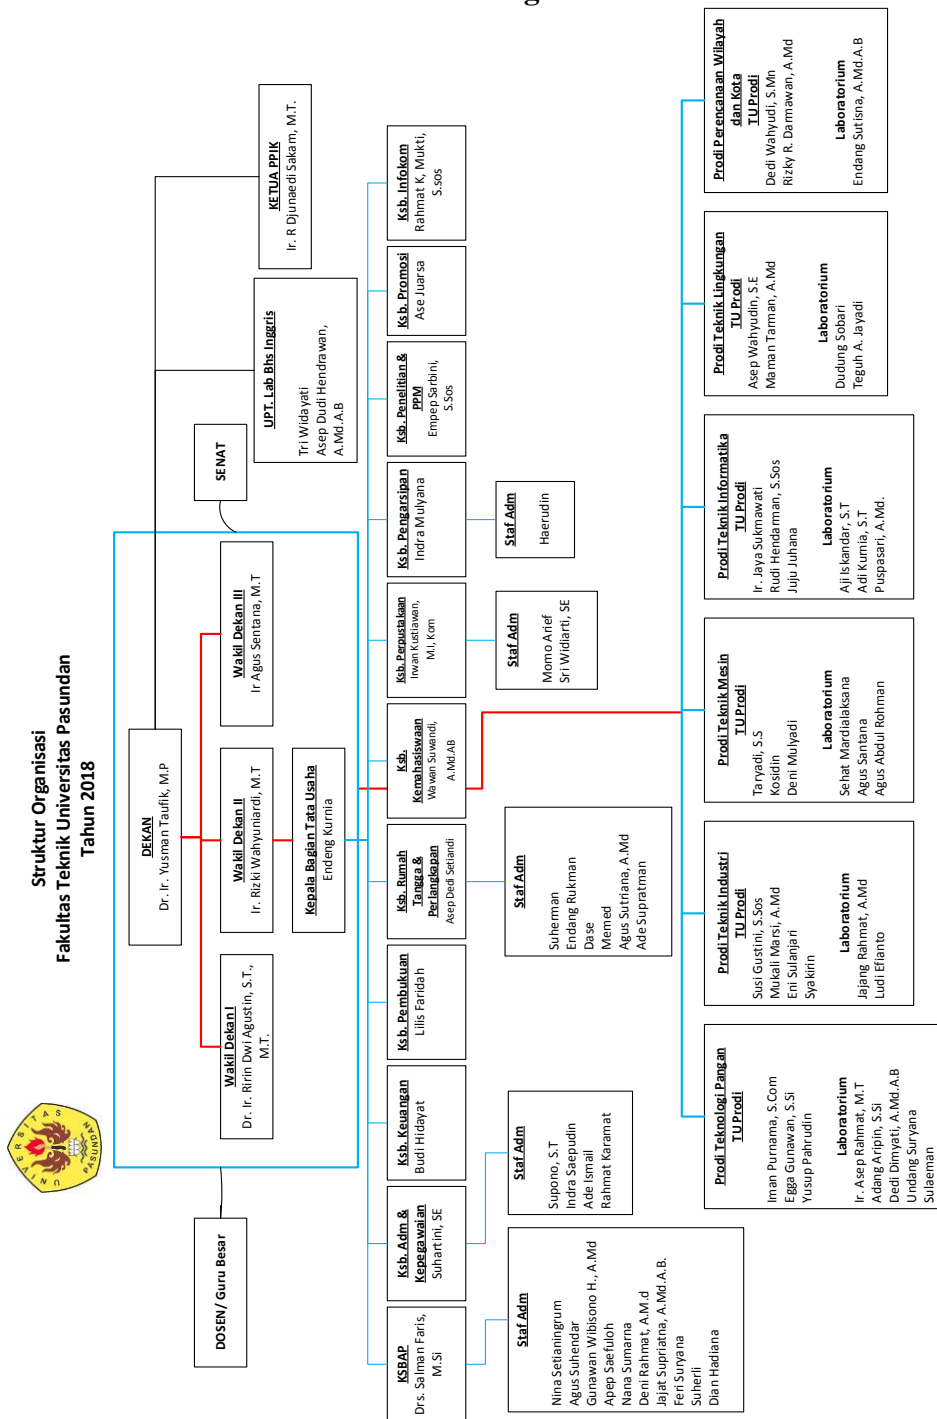 g
Struktur Organisasi
Fakultas Teknik Universitas Pasundan
Tahun 2018
UNIVERSITAS
PASUNDAN
DEKAN
Dr. Ir. Yusman Taufik, M.P
SENAT
DOSEN/ Guru Besar
KETUA PPIK
Ir. R Djunaedi Sakam, M.T.
UPT. Lab Bhs Inggris
Tri Widayati
Asep Dudi Hendrawan,
A.Md.A.B
Wakil Dekan I
Dr. Ir. Ririn Dwi Agustin, S.T.,
M.T.
Wakil Dekan II
Ir. Rizki Wahyuniardi, M.T
Wakil Dekan III
Ir Agus Sentana, M.T
Kepala Bagian Tata Usaha
Endeng Kurnia
KSBAP
Drs. Salman Faris,
M.Si
Ksb. Adm &
Kepegawaian
Suhartini, SE
Ksb. Keuangan
Budi Hidayat
Ksb. Pembukuan
Lilis Faridah
Ksb. Rumah
Tangga &
Perlangkapan
Asep Dedi Setiandi
Ksb.
Kemahasiswaan
Wawan Suwandi,
A.Md.AB
Ksb. Perpustakaan
Irwan Kustiawan,
M.I, Kom
Ksb. Pengarsipan
Indra Mulyana
Ksb. Penelitian &
PPM
Empep Sarbini,
S.Sos
Ksb. Promosi
Ase Juarsa
Ksb. Infokom
Rahmat K, Mukti,
S.sos
Staf Adm
Nina Setianingrum
Agus Suhendar
Gunawan Wibisono H., A.Md
Apep Saefuloh
Nana Sumarna
Deni Rahmat, A.M.d
Jajat Supriatna, A.Md.A.B.
Feri Suryana
Suherli
Dian Hadiana
Staf Adm
Supono, S.T
Indra Saepudin
Ade Ismail
Rahmat Karamat
Staf Adm
Suherman
Endang Rukman
Dase
Memed
Agus Sutriana, A.Md
Ade Supratman
Staf Adm
Momo Arief
Sri Widiarti, SE
Staf Adm
Haerudin
Prodi Teknologi Pangan
TU Prodi
Iman Purnama, S.Com
Egga Gunawan, S.Si
Yusup Pahrudin
Laboratorium
Ir. Asep Rahmat, M.T
Adang Aripin, S.Si
Dedi Dimyati, A.Md.A.B
Undang Suryana
Sulaeman
Prodi Teknik Industri
TU Prodi
Susi Gustini, S.Sos
Mukali Marsi, A.Md
Eni Sulanjari
Syakirin
Laboratorium
Jajang Rahmat, A.Md
Ludi Efianto
Prodi Teknik Mesin
TU Prodi
Taryadi, S.S
Kosidin
Deni Mulyadi
Laboratorium
Sehat Mardialaksana
Agus Santana
Agus Abdul Rohman
Prodi Teknik Informatika
TU Prodi
Ir. Jaya Sukmawati
Rudi Hendarman, S.Sos
Juju Juhana
Laboratorium
Aji Iskandar, S.T
Adi Kurnia, S.T
Puspasari, A.Md.
Prodi Teknik Lingkungan
TU Prodi
Asep Wahyudin, S.E
Maman Tarman, A.Md
Laboratorium
Dudung Sobari
Teguh A. Jayadi
Prodi Perencanaan Wilayah
dan Kota
TU Prodi
Dedi Wahyudi, S.Mn
Rizky R. Darmawan, A.Md
Laboratorium
Endang Sutisna, A.Md.A.B